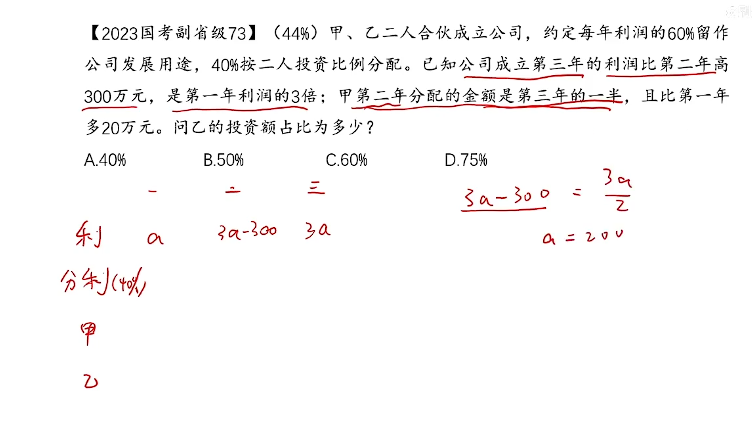 【2023国考副省级73】（44%）甲、乙二人合伙成立公司，约定每年利润的60%留作
公司发展用途，40%按二人投资比例分配。已知公司成立第三年的利润比第二年高
300万元，是第一年利润的3倍；甲第二年分配的金额是第三年的一半，且比第一年
多20万元。问乙的投资额占比为多少？
A.40% B.50% C.60% D.75%
一 二 三
利 a 3a-300 3a
分利(40%)
甲
乙
3a-300 = 3a/2
a=200